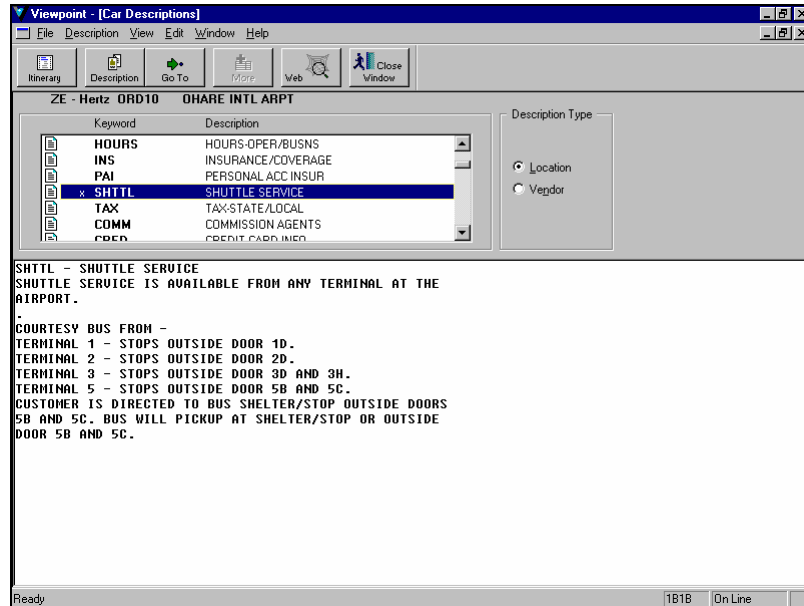 Viewpoint - [Car Descriptions]
File Description View Edit Window Help
Itinerary Description Go To More Web Close Window
ZE - Hertz ORD10 OHARE INTL ARPT
Keyword Description
HOURS HOURS-OPER/BUSNS
INS INSURANCE/COVERAGE
PAI PERSONAL ACC INSUR
x SHTTL SHUTTLE SERVICE
TAX TAX-STATE/LOCAL
COMM COMMISSION AGENTS
CRED CREDIT CARD INFO
Description Type
Location
Vendor
SHTTL - SHUTTLE SERVICE
SHUTTLE SERVICE IS AVAILABLE FROM ANY TERMINAL AT THE
AIRPORT.
.
COURTESY BUS FROM -
TERMINAL 1 - STOPS OUTSIDE DOOR 1D.
TERMINAL 2 - STOPS OUTSIDE DOOR 2D.
TERMINAL 3 - STOPS OUTSIDE DOOR 3D AND 3H.
TERMINAL 5 - STOPS OUTSIDE DOOR 5B AND 5C.
CUSTOMER IS DIRECTED TO BUS SHELTER/STOP OUTSIDE DOORS
5B AND 5C. BUS WILL PICKUP AT SHELTER/STOP OR OUTSIDE
DOOR 5B AND 5C.
Ready 1B1B On Line